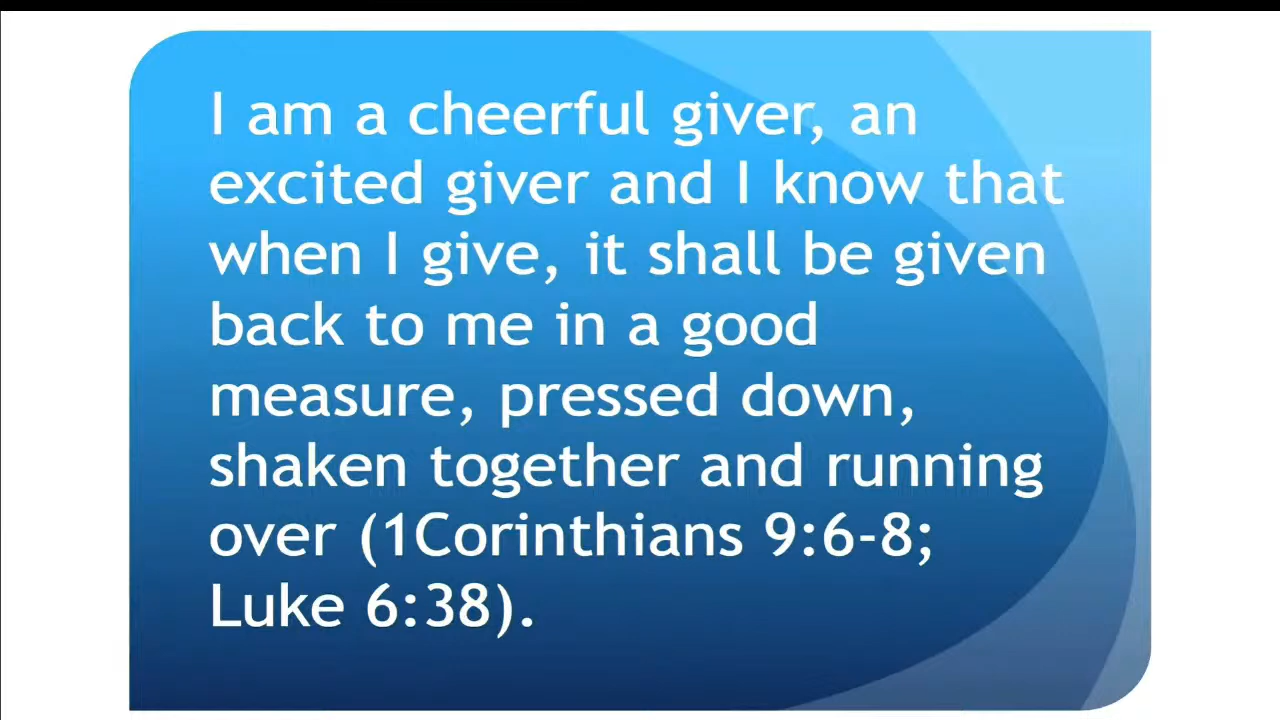 I am a cheerful giver, an
excited giver and I know that
when I give, it shall be given
back to me in a good
measure, pressed down,
shaken together and running
over (1Corinthians 9:6-8;
Luke 6:38).